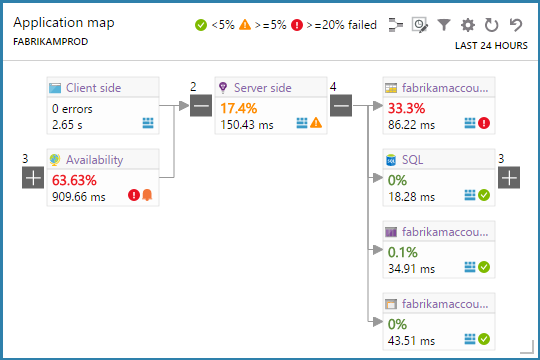 Application map
<5% >=5% >=20% failed
FABRIKAMPROD
LAST 24 HOURS
Client side
0 errors
2.65 s
3
Availability
63.63%
909.66 ms
2
Server side
17.4%
150.43 ms
4
fabrikamaccou...
33.3%
86.22 ms
SQL
SQL
0%
18.28 ms
3
fabrikamaccou...
0.1%
34.91 ms
fabrikamaccou...
0%
43.51 ms